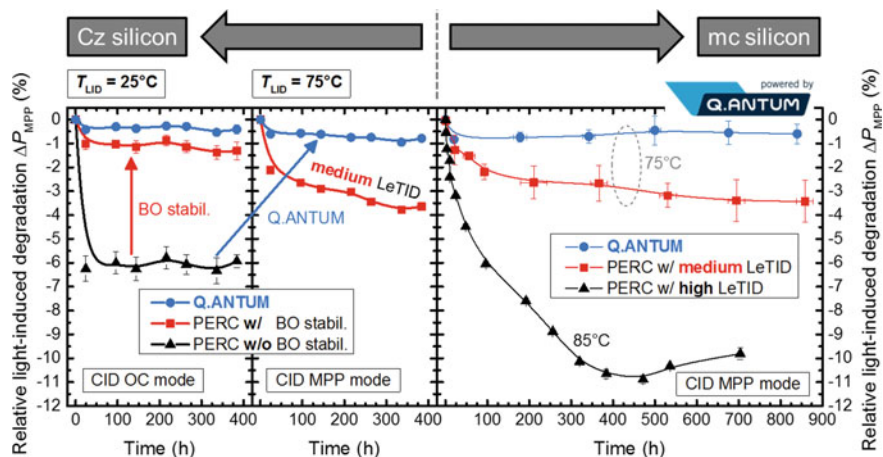 Cz silicon
mc silicon
T_LID = 25°C
T_LID = 75°C
powered by
Q.ANTUM
Relative light-induced degradation ΔP_MPP (%)
0
-1
-2
-3
-4
-5
-6
-7
-8
-9
-10
-11
-12
BO stabil.
Q.ANTUM
PERC w/ BO stabil.
PERC w/o BO stabil.
CID OC mode
0 100 200 300 400
Time (h)
medium LeTID
Q.ANTUM
CID MPP mode
0 100 200 300 400
Time (h)
75°C
Q.ANTUM
PERC w/ medium LeTID
PERC w/ high LeTID
85°C
CID MPP mode
0 100 200 300 400 500 600 700 800 900
Time (h)
0
-1
-2
-3
-4
-5
-6
-7
-8
-9
-10
-11
-12
Relative light-induced degradation ΔP_MPP (%)